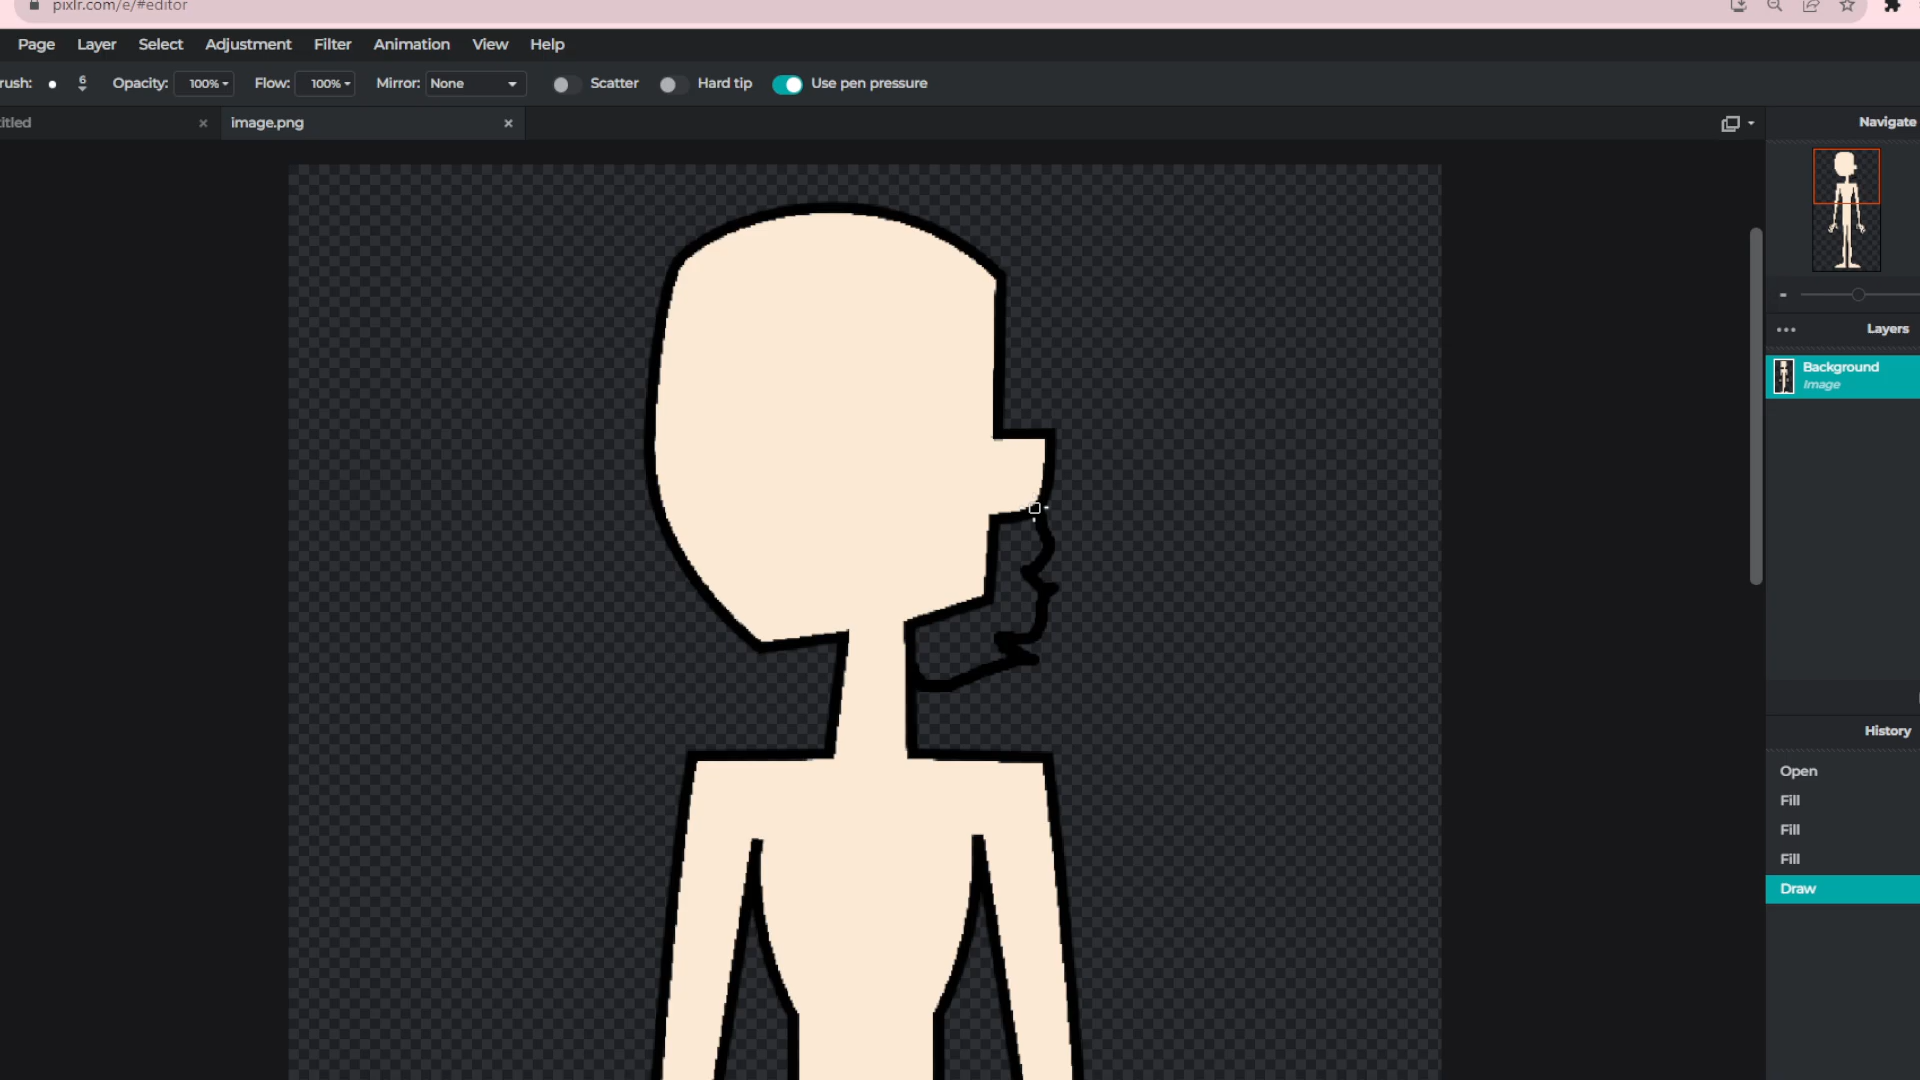 pixlr.com/e/#editor
Page Layer Select Adjustment Filter Animation View Help
rush: 6 Opacity: 100% Flow: 100% Mirror: None Scatter Hard tip Use pen pressure
itled × image.png ×
Navigate
Layers
Background
Image
History
Open
Fill
Fill
Fill
Draw